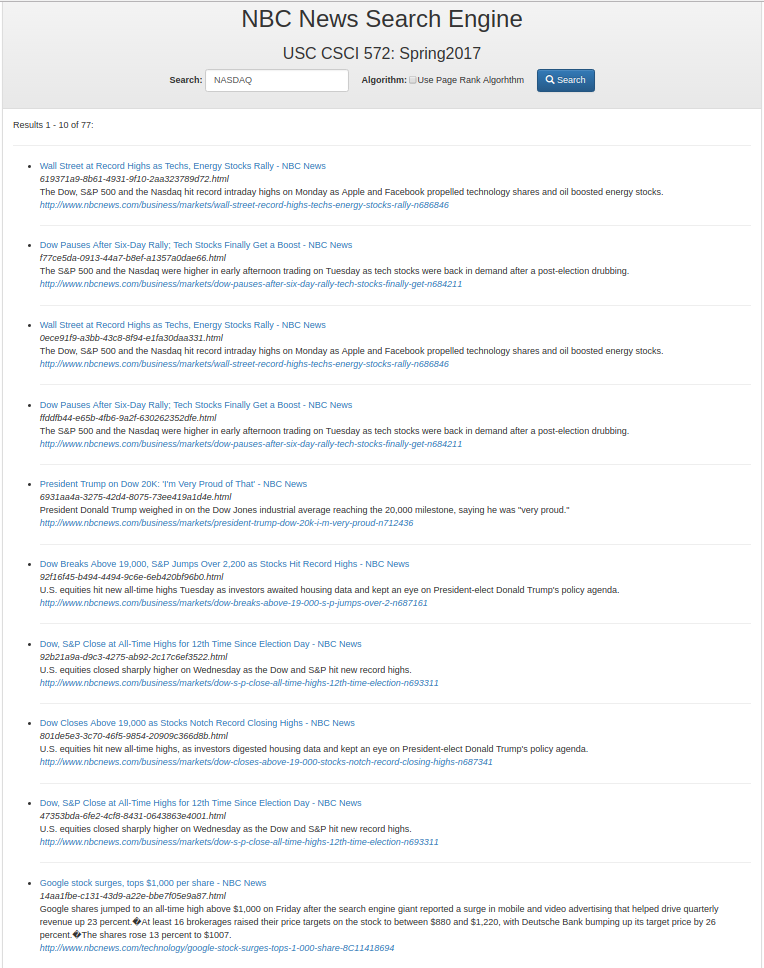 NBC News Search Engine
USC CSCI 572: Spring2017
Search: NASDAQ Algorithm: Use Page Rank Algorhthm Search
Results 1 - 10 of 77:
Wall Street at Record Highs as Techs, Energy Stocks Rally - NBC News
619371a9-8b61-4931-9f10-2aa323789d72.html
The Dow, S&P 500 and the Nasdaq hit record intraday highs on Monday as Apple and Facebook propelled technology shares and oil boosted energy stocks.
http://www.nbcnews.com/business/markets/wall-street-record-highs-techs-energy-stocks-rally-n686846
Dow Pauses After Six-Day Rally; Tech Stocks Finally Get a Boost - NBC News
f77ce5da-0913-44a7-b8ef-a1357a0dae66.html
The S&P 500 and the Nasdaq were higher in early afternoon trading on Tuesday as tech stocks were back in demand after a post-election drubbing.
http://www.nbcnews.com/business/markets/dow-pauses-after-six-day-rally-tech-stocks-finally-get-n684211
Wall Street at Record Highs as Techs, Energy Stocks Rally - NBC News
0ece91f9-a3bb-43c8-8f94-e1fa30daa331.html
The Dow, S&P 500 and the Nasdaq hit record intraday highs on Monday as Apple and Facebook propelled technology shares and oil boosted energy stocks.
http://www.nbcnews.com/business/markets/wall-street-record-highs-techs-energy-stocks-rally-n686846
Dow Pauses After Six-Day Rally; Tech Stocks Finally Get a Boost - NBC News
ffddfb44-e65b-4fb6-9a2f-630262352dfe.html
The S&P 500 and the Nasdaq were higher in early afternoon trading on Tuesday as tech stocks were back in demand after a post-election drubbing.
http://www.nbcnews.com/business/markets/dow-pauses-after-six-day-rally-tech-stocks-finally-get-n684211
President Trump on Dow 20K: 'I'm Very Proud of That' - NBC News
6931aa4a-3275-42d4-8075-73ee419a1d4e.html
President Donald Trump weighed in on the Dow Jones industrial average reaching the 20,000 milestone, saying he was "very proud."
http://www.nbcnews.com/business/markets/president-trump-dow-20k-i-m-very-proud-n712436
Dow Breaks Above 19,000, S&P Jumps Over 2,200 as Stocks Hit Record Highs - NBC News
92f16f45-b494-4494-9c6e-6eb420bf96b0.html
U.S. equities hit new all-time highs Tuesday as investors awaited housing data and kept an eye on President-elect Donald Trump's policy agenda.
http://www.nbcnews.com/business/markets/dow-breaks-above-19-000-s-p-jumps-over-2-n687161
Dow, S&P Close at All-Time Highs for 12th Time Since Election Day - NBC News
92b21a9a-d9c3-4275-ab92-2c17c6ef3522.html
U.S. equities closed sharply higher on Wednesday as the Dow and S&P hit new record highs.
http://www.nbcnews.com/business/markets/dow-s-p-close-all-time-highs-12th-time-election-n693311
Dow Closes Above 19,000 as Stocks Notch Record Closing Highs - NBC News
801de5e3-3c70-46f5-9854-20909c366d8b.html
U.S. equities hit new all-time highs, as investors digested housing data and kept an eye on President-elect Donald Trump's policy agenda.
http://www.nbcnews.com/business/markets/dow-closes-above-19-000-stocks-notch-record-closing-highs-n687341
Dow, S&P Close at All-Time Highs for 12th Time Since Election Day - NBC News
47353bda-6fe2-4cf8-8431-0643863e4001.html
U.S. equities closed sharply higher on Wednesday as the Dow and S&P hit new record highs.
http://www.nbcnews.com/business/markets/dow-s-p-close-all-time-highs-12th-time-election-n693311
Google stock surges, tops $1,000 per share - NBC News
14aa1fbe-c131-43d9-a22e-bbe7f05e9a87.html
Google shares jumped to an all-time high above $1,000 on Friday after the search engine giant reported a surge in mobile and video advertising that helped drive quarterly
revenue up 23 percent.�At least 16 brokerages raised their price targets on the stock to between $880 and $1,220, with Deutsche Bank bumping up its target price by 26
percent.�The shares rose 13 percent to $1007.
http://www.nbcnews.com/technology/google-stock-surges-tops-1-000-share-8C11418694